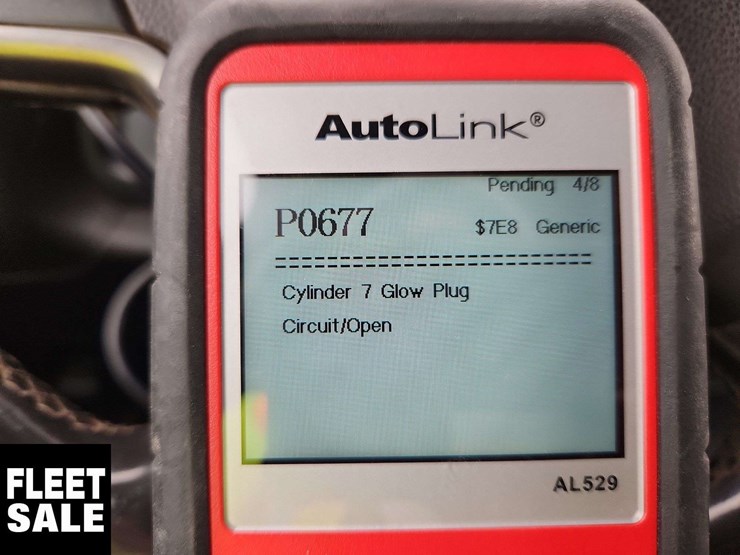 AutoLink®
Pending 4/8
P0677 $7E8 Generic
==========================
Cylinder 7 Glow Plug
Circuit/Open
AL529
FLEET
SALE